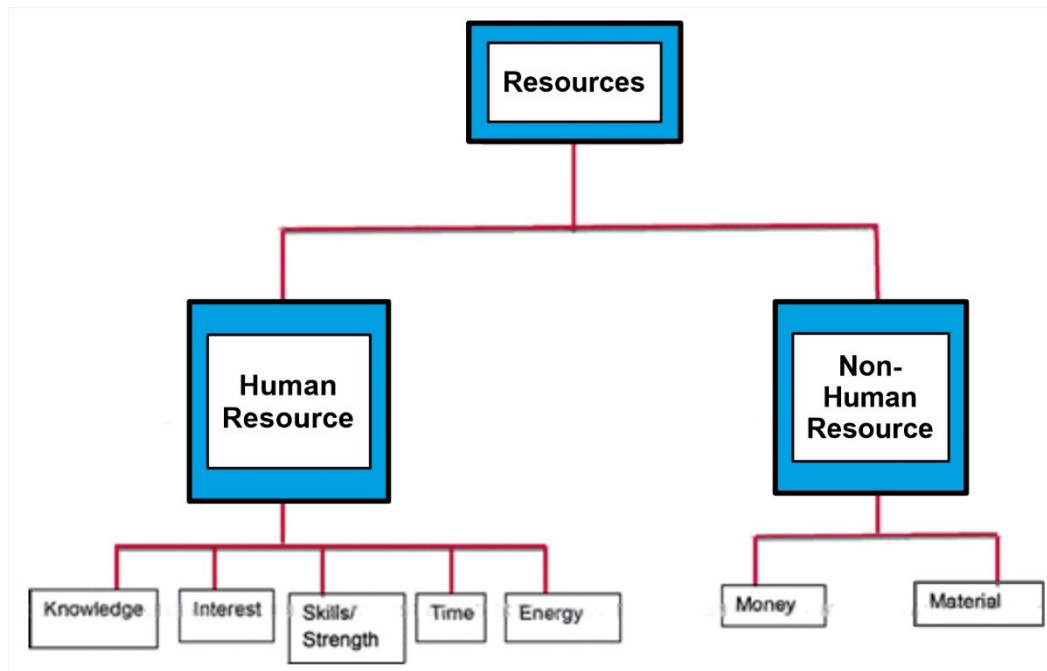 Resources
Human
Resource
Non-
Human
Resource
Knowledge
Interest
Skills/
Strength
Time
Energy
Money
Material